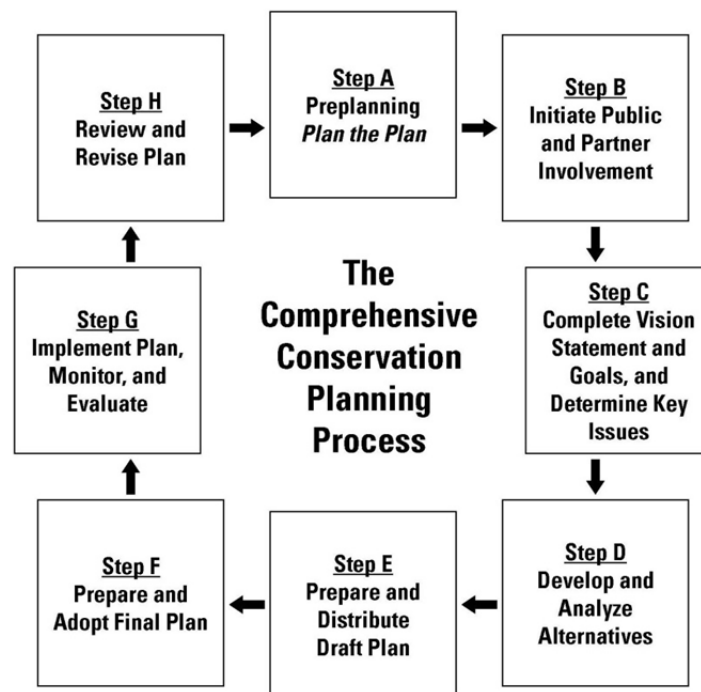 Step A
Preplanning
Plan the Plan
Step B
Initiate Public
and Partner
Involvement
Step C
Complete Vision
Statement and
Goals, and
Determine Key
Issues
Step D
Develop and
Analyze
Alternatives
Step E
Prepare and
Distribute
Draft Plan
Step F
Prepare and
Adopt Final Plan
Step G
Implement Plan,
Monitor, and
Evaluate
Step H
Review and
Revise Plan
The
Comprehensive
Conservation
Planning
Process